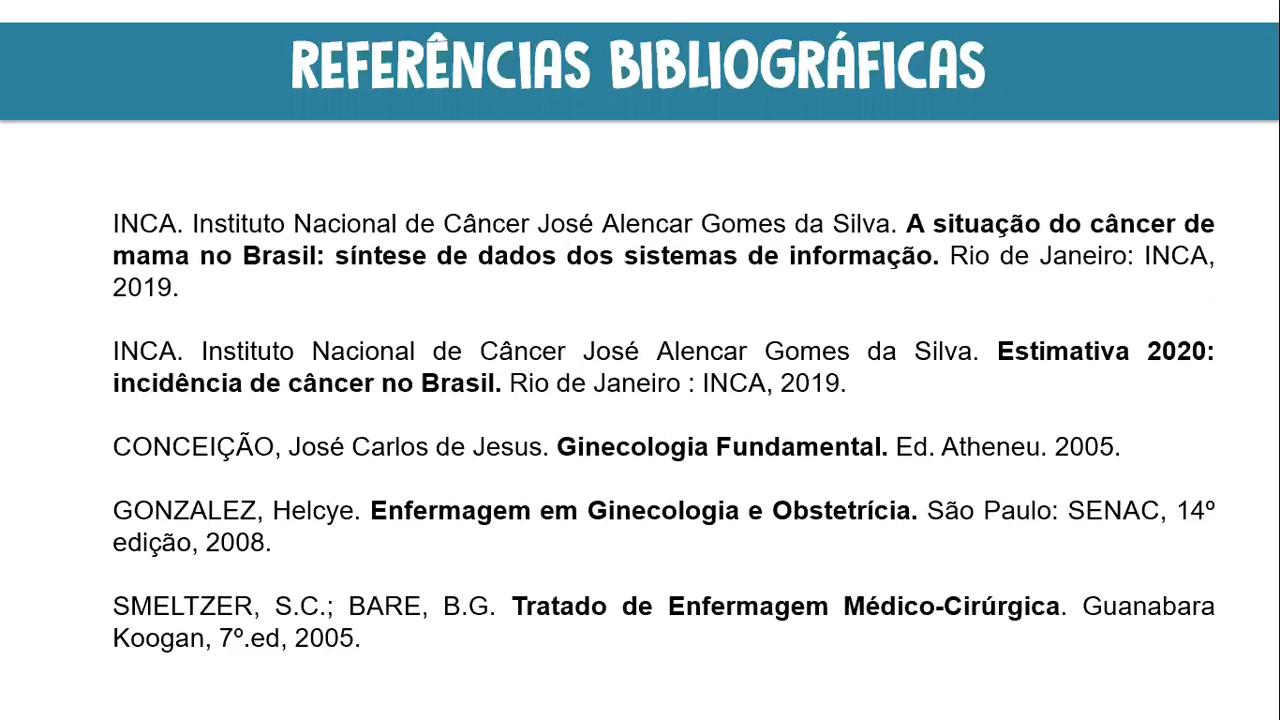 REFERÊNCIAS BIBLIOGRÁFICAS
INCA. Instituto Nacional de Câncer José Alencar Gomes da Silva. A situação do câncer de
mama no Brasil: síntese de dados dos sistemas de informação. Rio de Janeiro: INCA,
2019.
INCA. Instituto Nacional de Câncer José Alencar Gomes da Silva. Estimativa 2020:
incidência de câncer no Brasil. Rio de Janeiro : INCA, 2019.
CONCEIÇÃO, José Carlos de Jesus. Ginecologia Fundamental. Ed. Atheneu. 2005.
GONZALEZ, Helcye. Enfermagem em Ginecologia e Obstetrícia. São Paulo: SENAC, 14º
edição, 2008.
SMELTZER, S.C.; BARE, B.G. Tratado de Enfermagem Médico-Cirúrgica. Guanabara
Koogan, 7º.ed, 2005.